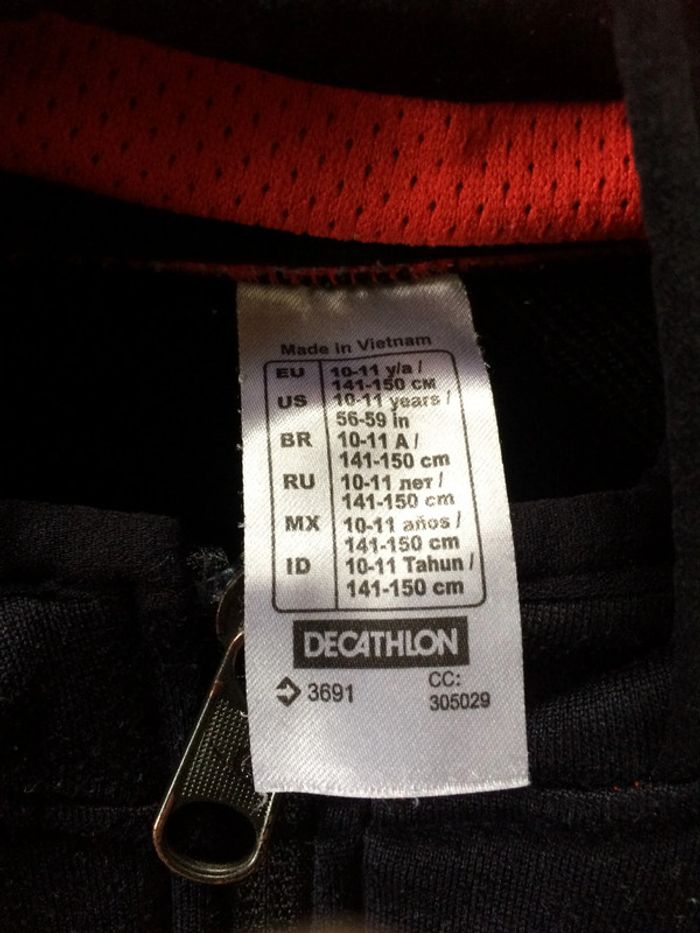 Made in Vietnam
EU 10-11 y/a /
141-150 CM
US 10-11 years /
56-59 in
BR 10-11 A /
141-150 cm
RU 10-11 лет /
141-150 cm
MX 10-11 años /
141-150 cm
ID 10-11 Tahun /
141-150 cm
DECATHLON
3691
CC:
305029